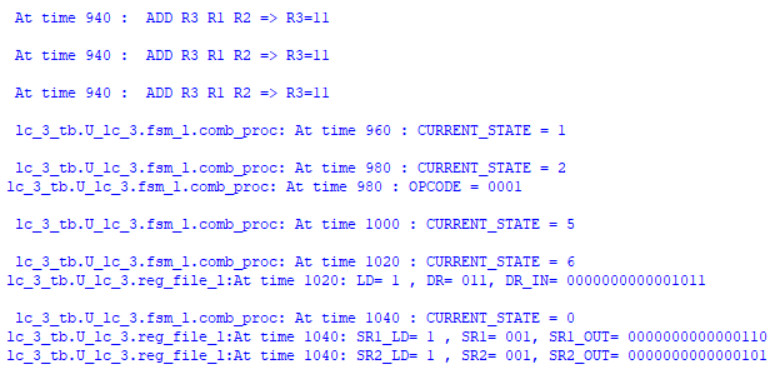 At time 940 :  ADD R3 R1 R2 => R3=11
At time 940 :  ADD R3 R1 R2 => R3=11
At time 940 :  ADD R3 R1 R2 => R3=11
lc_3_tb.U_lc_3.fsm_1.comb_proc: At time 960 : CURRENT_STATE = 1
lc_3_tb.U_lc_3.fsm_1.comb_proc: At time 980 : CURRENT_STATE = 2
lc_3_tb.U_lc_3.fsm_1.comb_proc: At time 980 : OPCODE = 0001
lc_3_tb.U_lc_3.fsm_1.comb_proc: At time 1000 : CURRENT_STATE = 5
lc_3_tb.U_lc_3.fsm_1.comb_proc: At time 1020 : CURRENT_STATE = 6
lc_3_tb.U_lc_3.reg_file_1:At time 1020: LD= 1 , DR= 011, DR_IN= 0000000000001011
lc_3_tb.U_lc_3.fsm_1.comb_proc: At time 1040 : CURRENT_STATE = 0
lc_3_tb.U_lc_3.reg_file_1:At time 1040: SR1_LD= 1 , SR1= 001, SR1_OUT= 0000000000000110
lc_3_tb.U_lc_3.reg_file_1:At time 1040: SR2_LD= 1 , SR2= 001, SR2_OUT= 0000000000000101